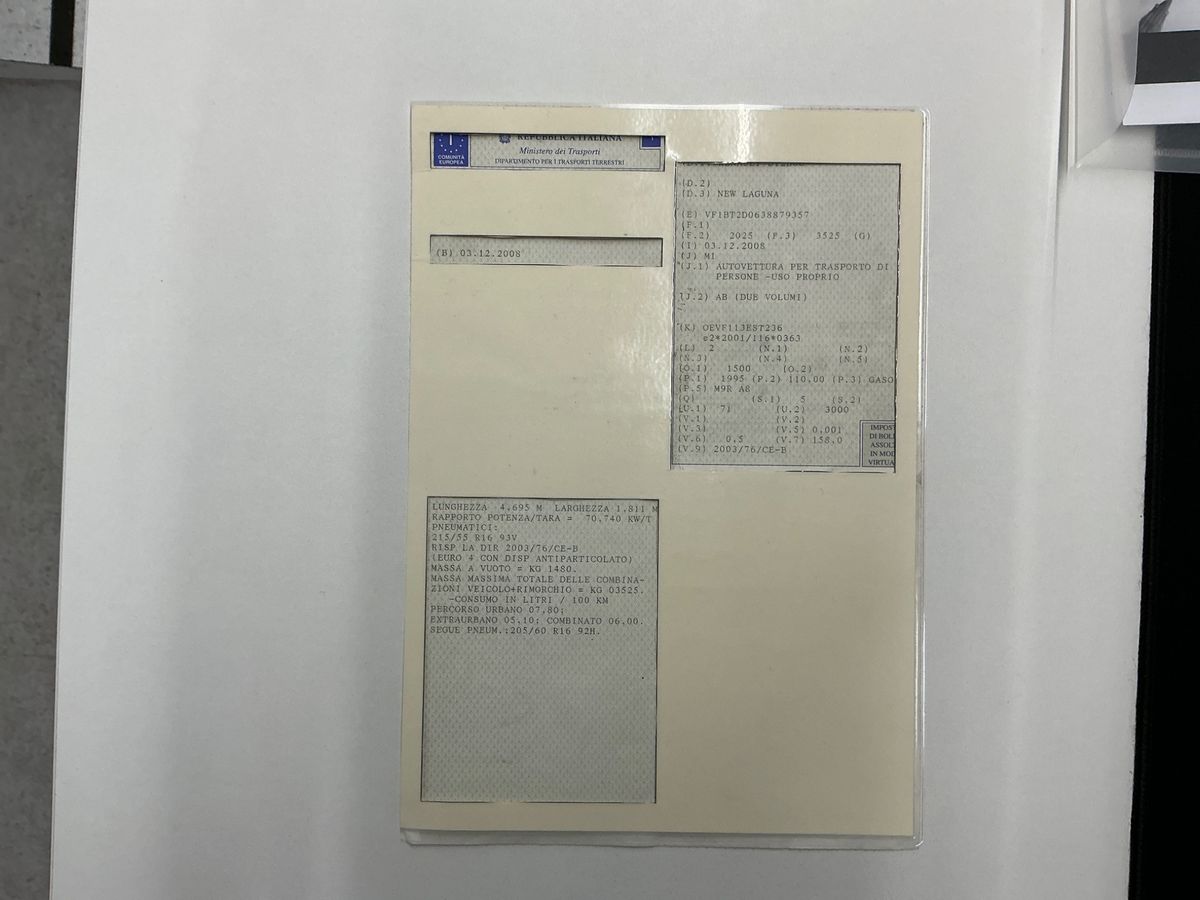 REPUBBLICA ITALIANA
I
COMUNITÀ
EUROPEA
Ministero dei Trasporti
DIPARTIMENTO PER I TRASPORTI TERRESTRI
(B) 03.12.2008
LUNGHEZZA 4,695 M LARGHEZZA 1.811 M
RAPPORTO POTENZA/TARA = 70,740 KW/T
PNEUMATICI:
215/55 R16 93V
RISP LA DIR 2003/76/CE-B
(EURO 4 CON DISP ANTIPARTICOLATO)
MASSA A VUOTO = KG 1480.
MASSA MASSIMA TOTALE DELLE COMBINA-
ZIONI VEICOLO+RIMORCHIO = KG 03525.
-CONSUMO IN LITRI / 100 KM
PERCORSO URBANO 07,80;
EXTRAURBANO 05,10; COMBINATO 06,00.
SEGUE PNEUM.:205/60 R16 92H.
(D.2)
(D.3) NEW LAGUNA
(E) VF1BT2D0638879357
(F.1)
(F.2) 2025 (F.3) 3525 (G)
(I) 03.12.2008
(J) M1
(J.1) AUTOVETTURA PER TRASPORTO DI
PERSONE -USO PROPRIO
(J.2) AB (DUE VOLUMI)
(K) OEVF113EST236
e2*2001/116*0363
(L) 2 (N.1) (N.2)
(N.3) (N.4) (N.5)
(O.1) 1500 (O.2)
(P.1) 1995 (P.2) 110,00 (P.3) GASO
(P.5) M9R A8
(Q) (S.1) 5 (S.2)
(U.1) 71 (U.2) 3000
(V.1) (V.2)
(V.3) (V.5) 0,001
(V.6) 0,5 (V.7) 158,0
(V.9) 2003/76/CE-B
IMPOS
DI BOL
ASSOL
IN MOD
VIRTUA